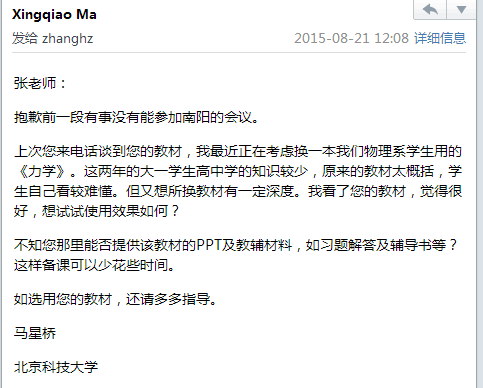 Xingqiao Ma
发给 zhanghz 2015-08-21 12:08 详细信息
张老师：
抱歉前一段有事没有能参加南阳的会议。
上次您来电话谈到您的教材，我最近正在考虑换一本我们物理系学生用的
《力学》。这两年的大一学生高中学的知识较少，原来的教材太概括，学
生自己看较难懂。但又想所换教材有一定深度。我看了您的教材，觉得很
好，想试试使用效果如何？
不知您那里能否提供该教材的PPT及教辅材料，如习题解答及辅导书等？
这样备课可以少花些时间。
如选用您的教材，还请多多指导。
马星桥
北京科技大学